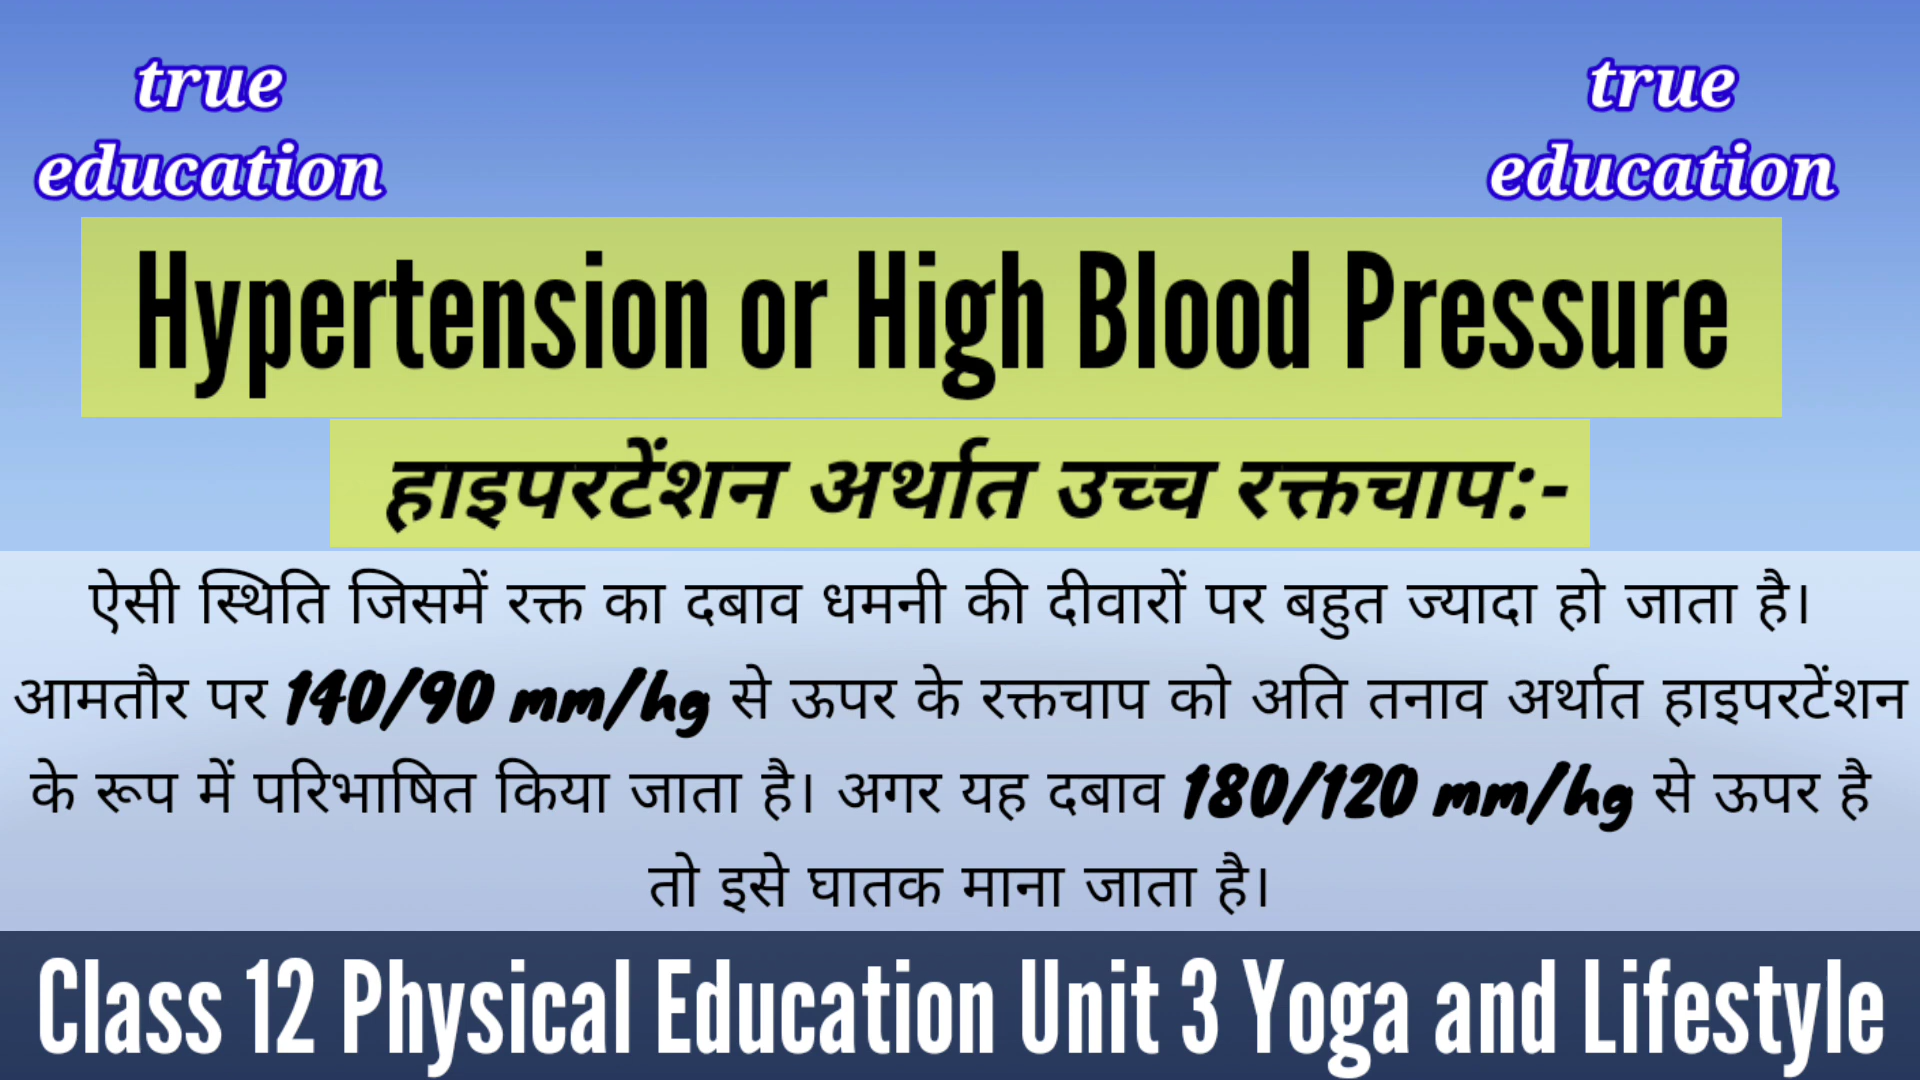 true
education
true
education
Hypertension or High Blood Pressure
हाइपरटेंशन अर्थात उच्च रक्तचाप:-
ऐसी स्थिति जिसमें रक्त का दबाव धमनी की दीवारों पर बहुत ज्यादा हो जाता है।
आमतौर पर 140/90 mm/hg से ऊपर के रक्तचाप को अति तनाव अर्थात हाइपरटेंशन
के रूप में परिभाषित किया जाता है। अगर यह दबाव 180/120 mm/hg से ऊपर है
तो इसे घातक माना जाता है।
Class 12 Physical Education Unit 3 Yoga and Lifestyle